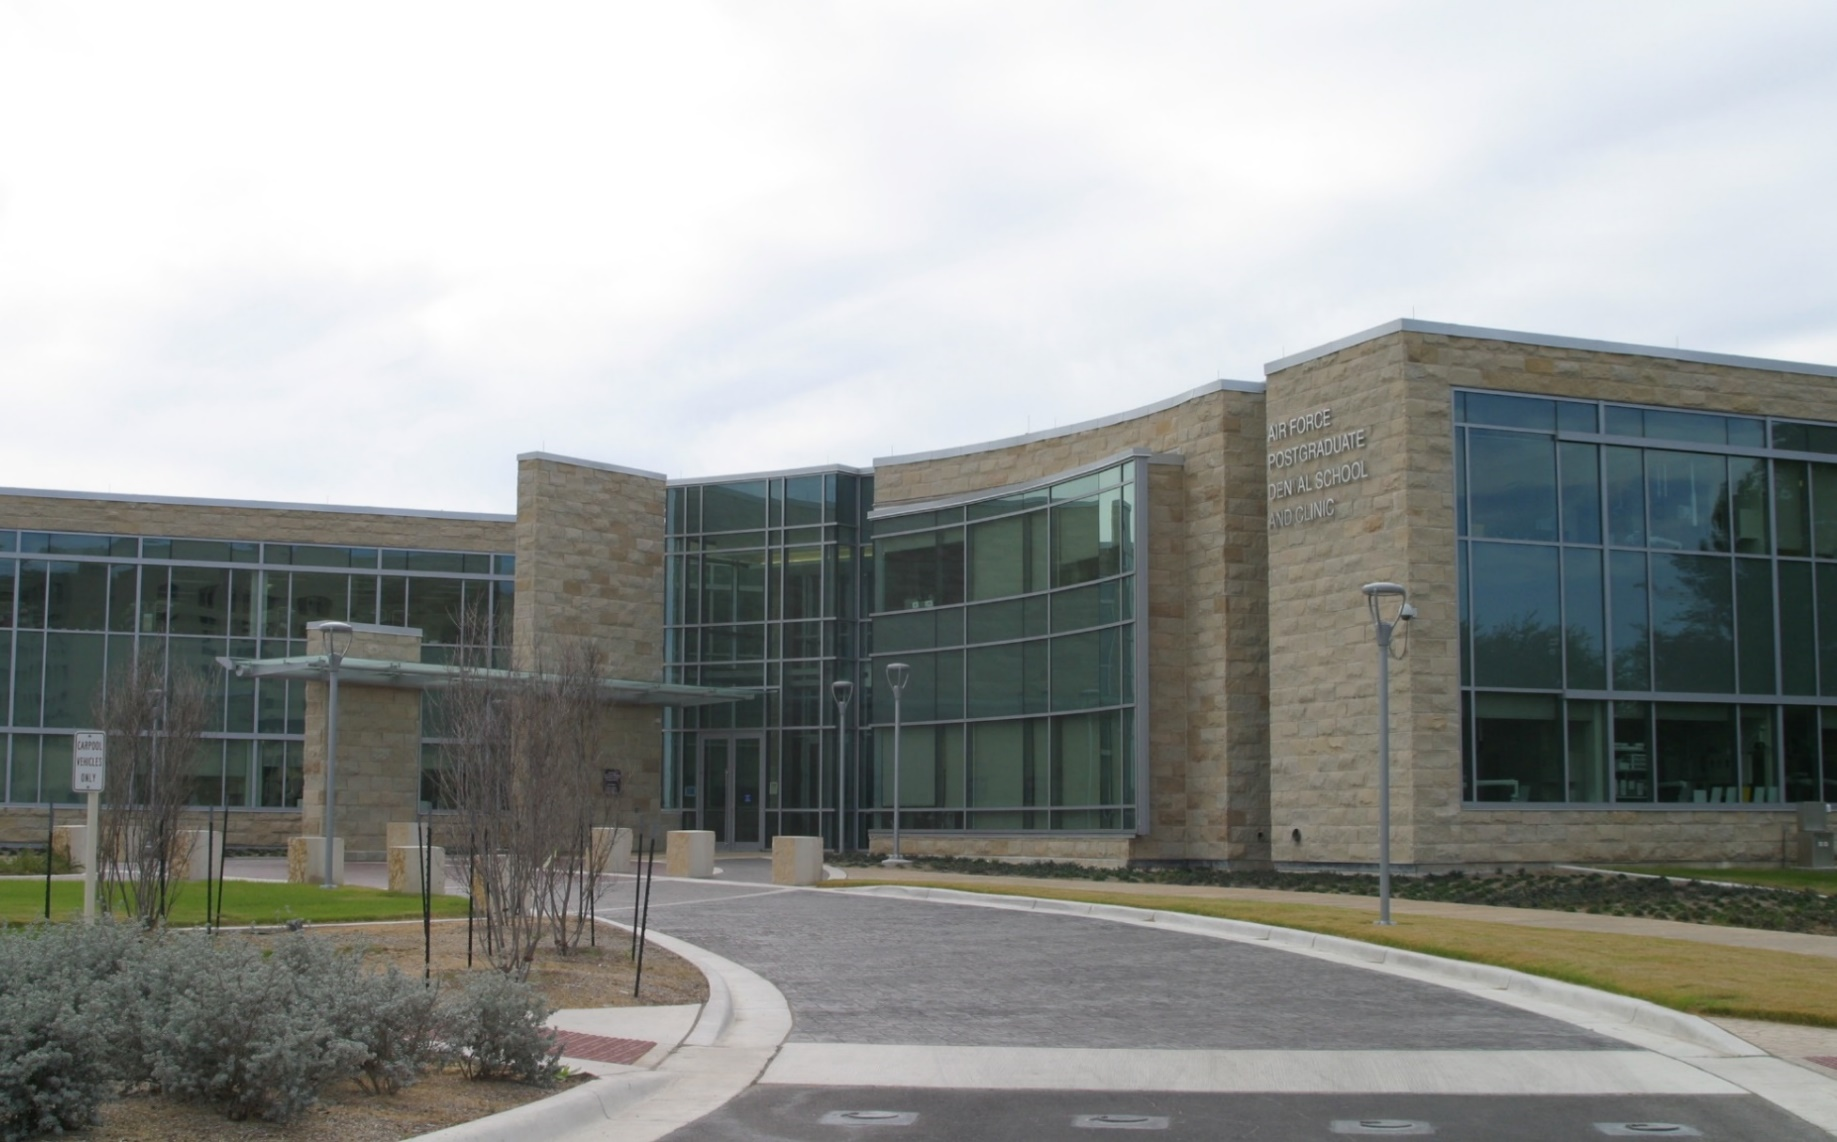 AIR FORCE
POSTGRADUATE
DEN AL SCHOOL
AND CLINIC
CARPOOL
VEHICLES
ONLY